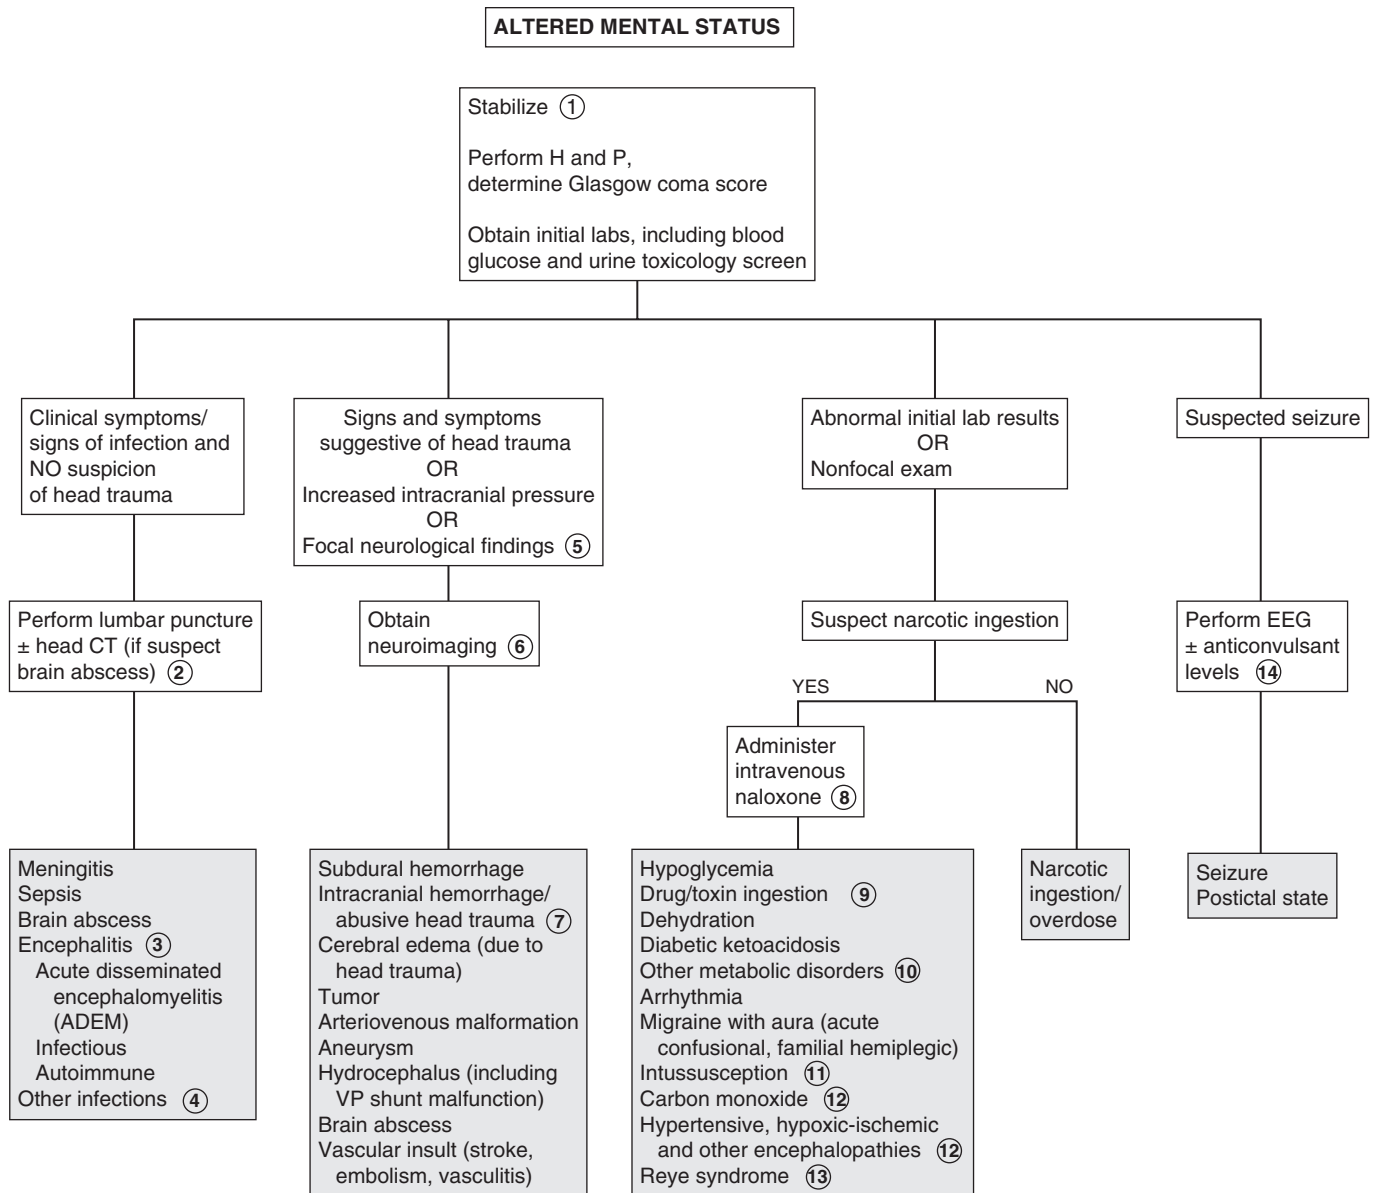 ALTERED MENTAL STATUS
Stabilize ①
Perform H and P,
determine Glasgow coma score
Obtain initial labs, including blood
glucose and urine toxicology screen
Clinical symptoms/
signs of infection and
NO suspicion
of head trauma
Signs and symptoms
suggestive of head trauma
OR
Increased intracranial pressure
OR
Focal neurological findings ⑤
Abnormal initial lab results
OR
Nonfocal exam
Suspected seizure
Perform lumbar puncture
± head CT (if suspect
brain abscess) ②
Obtain
neuroimaging ⑥
Suspect narcotic ingestion
Perform EEG
± anticonvulsant
levels ⑭
YES
NO
Administer
intravenous
naloxone ⑧
Meningitis
Sepsis
Brain abscess
Encephalitis ③
Acute disseminated
encephalomyelitis
(ADEM)
Infectious
Autoimmune
Other infections ④
Subdural hemorrhage
Intracranial hemorrhage/
abusive head trauma ⑦
Cerebral edema (due to
head trauma)
Tumor
Arteriovenous malformation
Aneurysm
Hydrocephalus (including
VP shunt malfunction)
Brain abscess
Vascular insult (stroke,
embolism, vasculitis)
Hypoglycemia
Drug/toxin ingestion ⑨
Dehydration
Diabetic ketoacidosis
Other metabolic disorders ⑩
Arrhythmia
Migraine with aura (acute
confusional, familial hemiplegic)
Intussusception ⑪
Carbon monoxide ⑫
Hypertensive, hypoxic-ischemic
and other encephalopathies ⑫
Reye syndrome ⑬
Narcotic
ingestion/
overdose
Seizure
Postictal state